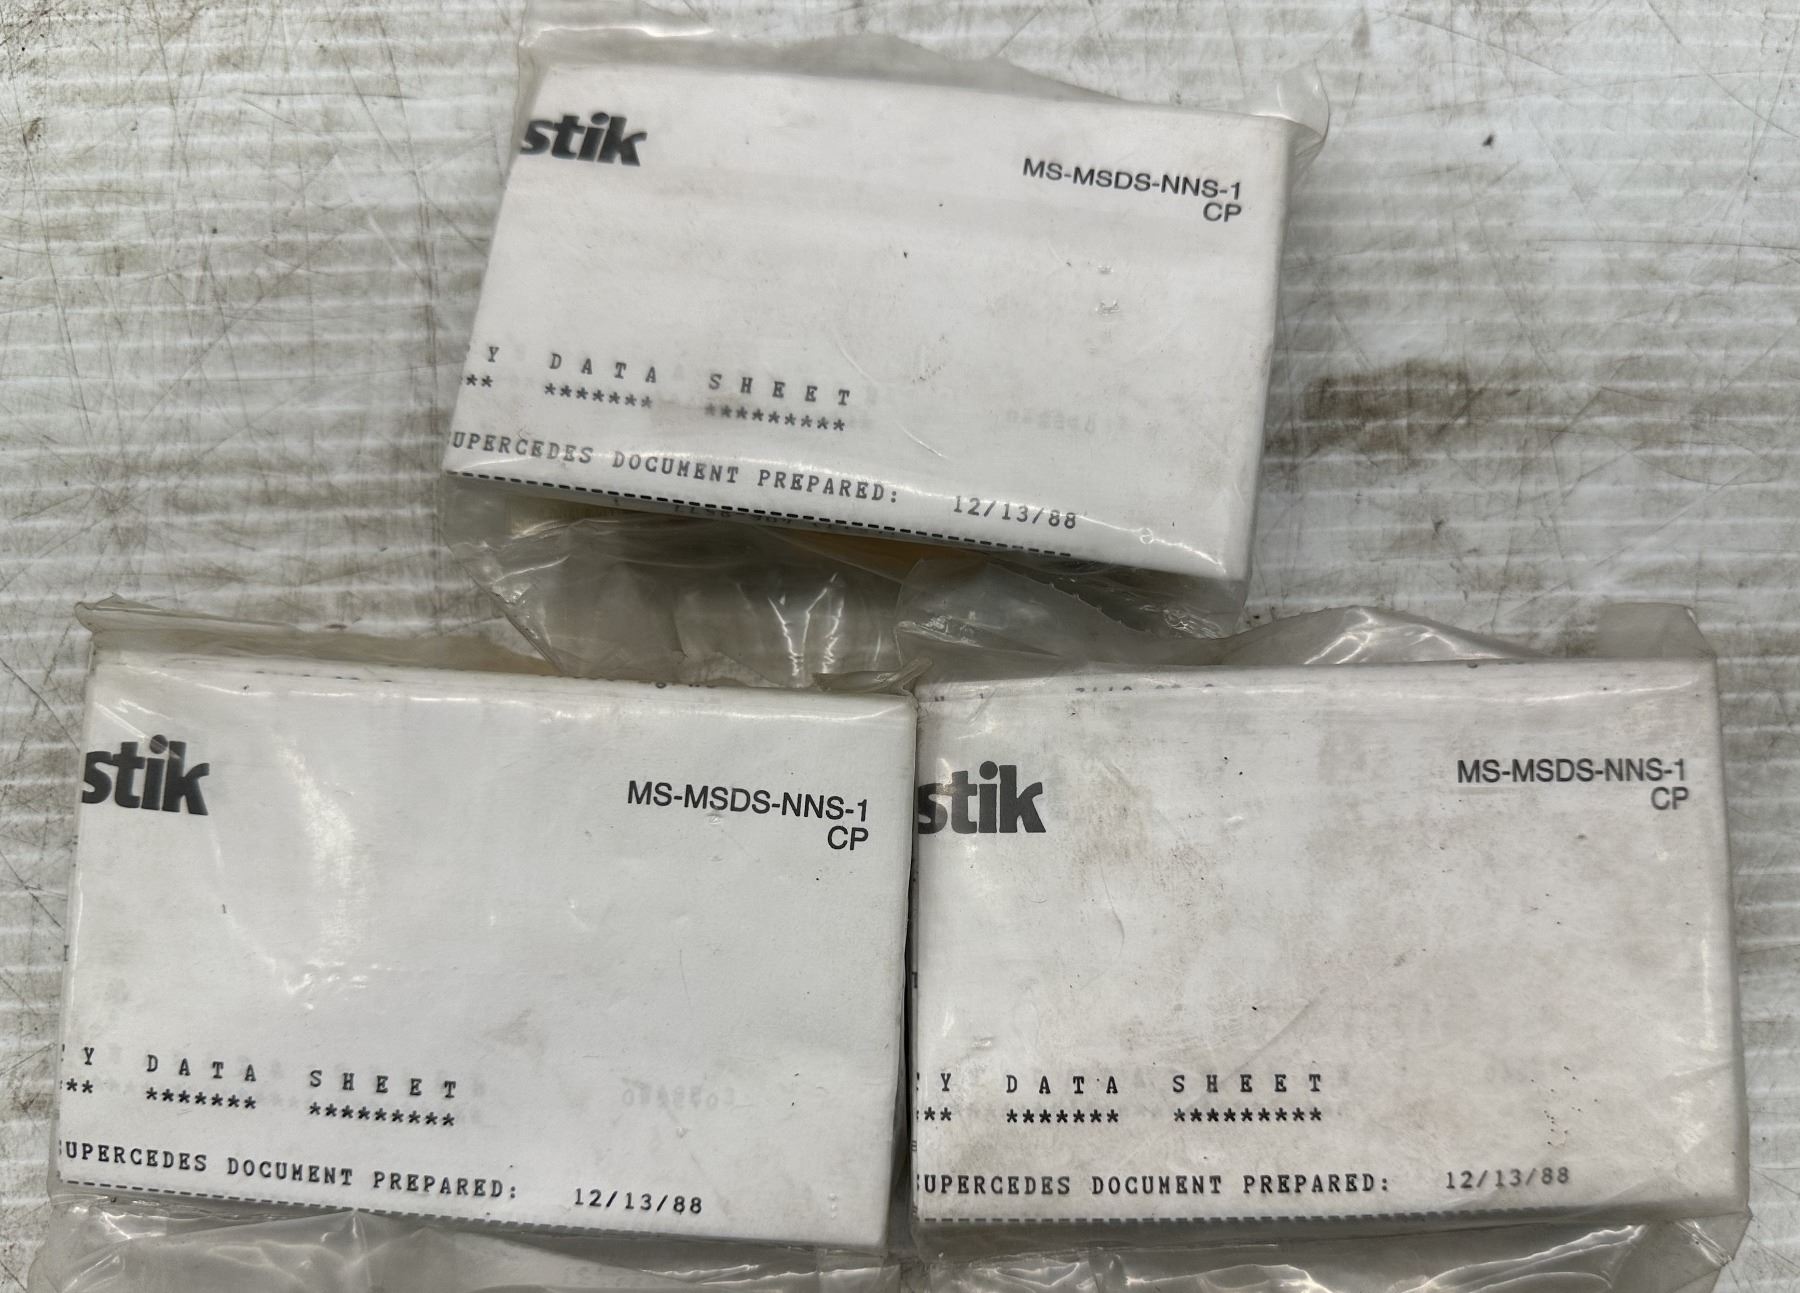 stik
MS-MSDS-NNS-1
CP
Y DATA SHEET
** ******* *********
UPERCEDES DOCUMENT PREPARED: 12/13/88
stik
MS-MSDS-NNS-1
CP
Y DATA SHEET
** ******* *********
UPERCEDES DOCUMENT PREPARED: 12/13/88
stik
MS-MSDS-NNS-1
CP
Y DATA SHEET
** ******* *********
UPERCEDES DOCUMENT PREPARED: 12/13/88